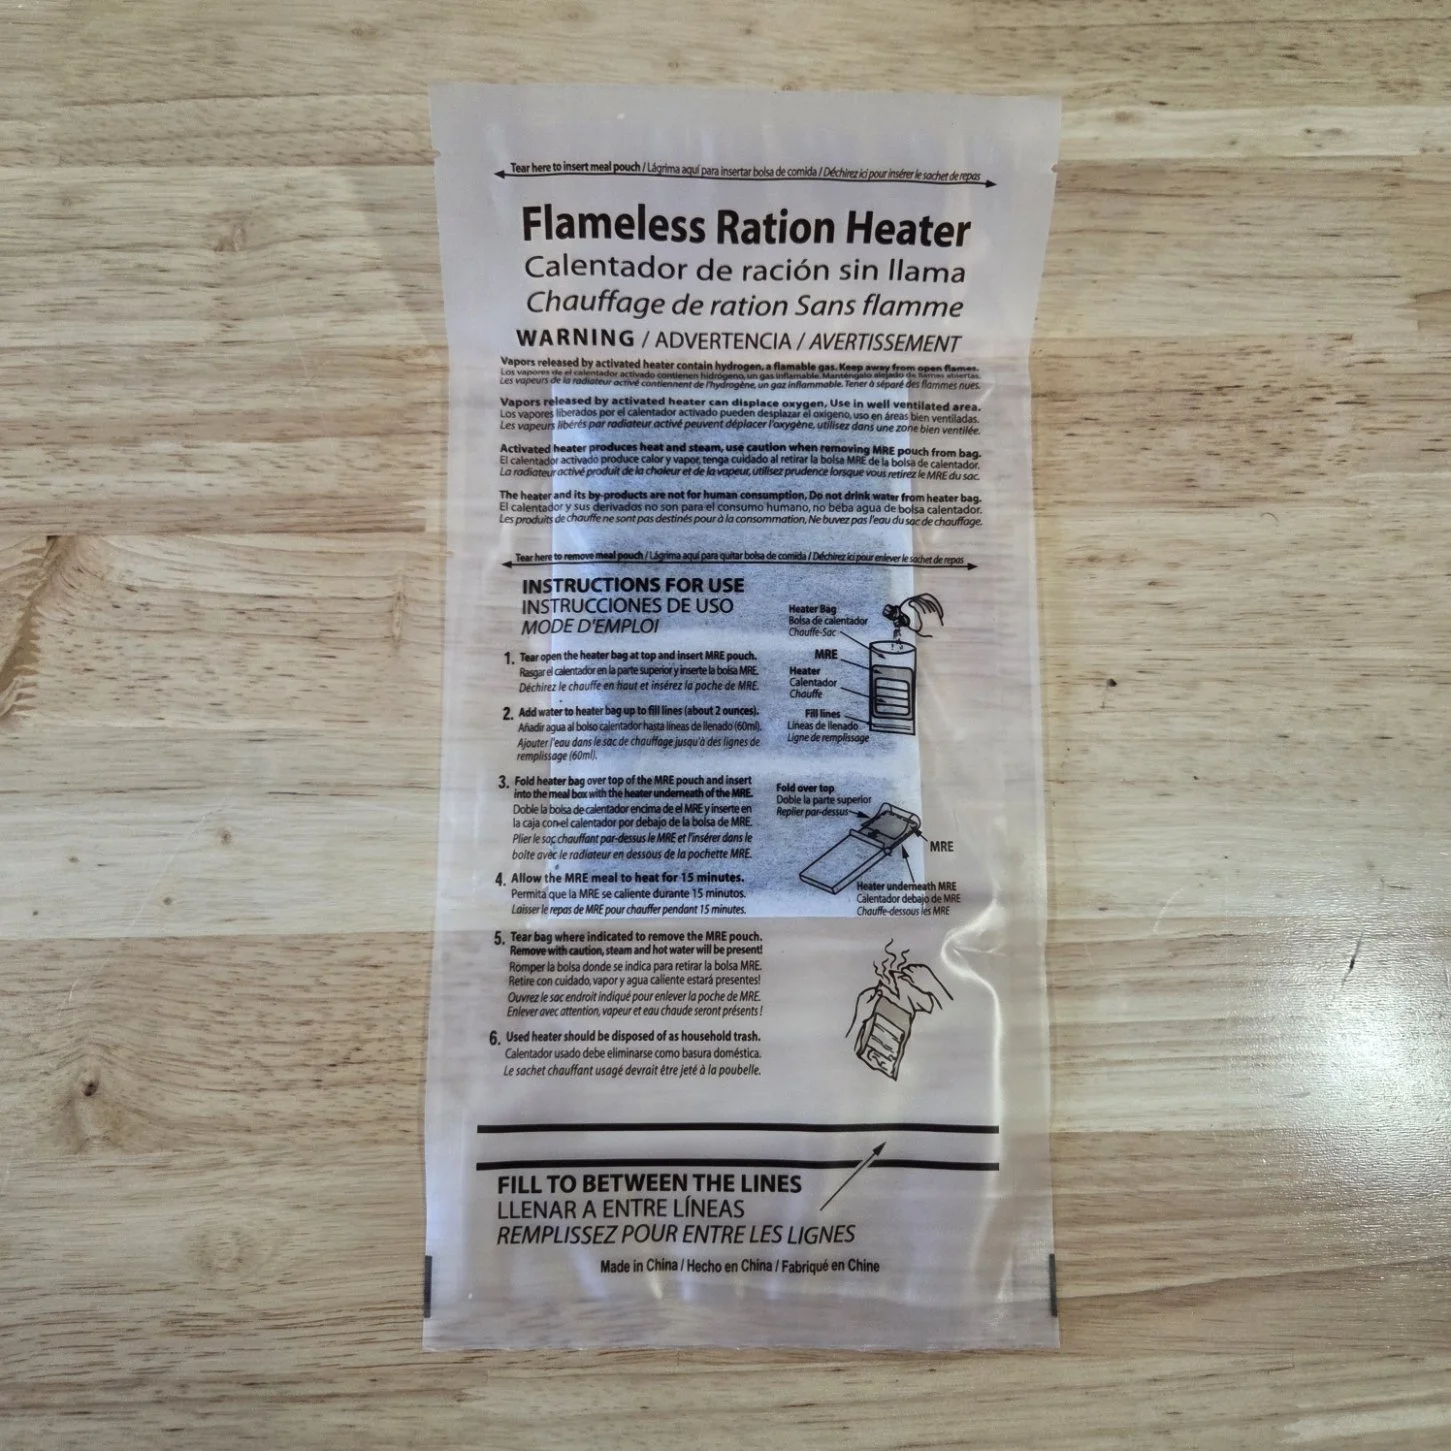 Tear here to insert meal pouch / Lágrima aquí para insertar bolsa de comida / Déchirez ici pour insérer le sachet de repas
Flameless Ration Heater
Calentador de ración sin llama
Chauffage de ration Sans flamme
WARNING / ADVERTENCIA / AVERTISSEMENT
Vapors released by activated heater contain hydrogen, a flamable gas. Keep away from open flames.
Los vapores de el calentador activado contienen hidrógeno, un gas inflamable. Manténgalo alejado de llamas abiertas.
Les vapeurs de la radiateur activé contiennent de l'hydrogène, un gaz inflammable. Tener à séparé des flammes nues.
Vapors released by activated heater can displace oxygen, Use in well ventilated area.
Los vapores liberados por el calentador activado pueden desplazar el oxígeno, uso en áreas bien ventiladas.
Les vapeurs libérés par radiateur activé peuvent déplacer l'oxygène, utilisez dans une zone bien ventilée.
Activated heater produces heat and steam, use caution when removing MRE pouch from bag.
El calentador activado produce calor y vapor, tenga cuidado al retirar la bolsa MRE de la bolsa de calentador.
La radiateur activé produit de la chaleur et de la vapeur, utilisez prudence lorsque vous retirez le MRE du sac.
The heater and its by-products are not for human consumption, Do not drink water from heater bag.
El calentador y sus derivados no son para el consumo humano, no beba agua de bolsa calentador.
Les produits de chauffe ne sont pas destinés pour à la consommation, Ne buvez pas l'eau du sac de chauffage.
Tear here to remove meal pouch / Lágrima aquí para quitar bolsa de comida / Déchirez ici pour enlever le sachet de repas
INSTRUCTIONS FOR USE
INSTRUCCIONES DE USO
MODE D'EMPLOI
Heater Bag
Bolsa de calentador
Chauffe-Sac
MRE
Heater
Calentador
Chauffe
Fill lines
Líneas de llenado
Ligne de remplissage
1. Tear open the heater bag at top and insert MRE pouch.
Rasgar el calentador en la parte superior y inserte la bolsa MRE.
Déchirez le chauffe en haut et insérez la poche de MRE.
2. Add water to heater bag up to fill lines (about 2 ounces).
Añadir agua al bolso calentador hasta líneas de llenado (60ml).
Ajouter l'eau dans le sac de chauffage jusqu'à des lignes de
remplissage (60ml).
3. Fold heater bag over top of the MRE pouch and insert
into the meal box with the heater underneath of the MRE.
Doble la bolsa de calentador encima de el MRE y inserte en
la caja con el calentador por debajo de la bolsa de MRE.
Plier le sac chauffant par-dessus le MRE et l'insérer dans le
boîte avec le radiateur en dessous de la pochette MRE.
Fold over top
Doble la parte superior
Replier par-dessus
MRE
Heater underneath MRE
Calentador debajo de MRE
Chauffe-dessous les MRE
4. Allow the MRE meal to heat for 15 minutes.
Permita que la MRE se caliente durante 15 minutos.
Laisser le repas de MRE pour chauffer pendant 15 minutes.
5. Tear bag where indicated to remove the MRE pouch.
Remove with caution, steam and hot water will be present!
Romper la bolsa donde se indica para retirar la bolsa MRE.
Retire con cuidado, vapor y agua caliente estará presentes!
Ouvrez le sac endroit indiqué pour enlever la poche de MRE.
Enlever avec attention, vapeur et eau chaude seront présents !
6. Used heater should be disposed of as household trash.
Calentador usado debe eliminarse como basura doméstica.
Le sachet chauffant usagé devrait être jeté à la poubelle.
FILL TO BETWEEN THE LINES
LLENAR A ENTRE LÍNEAS
REMPLISSEZ POUR ENTRE LES LIGNES
Made in China / Hecho en China / Fabriqué en Chine